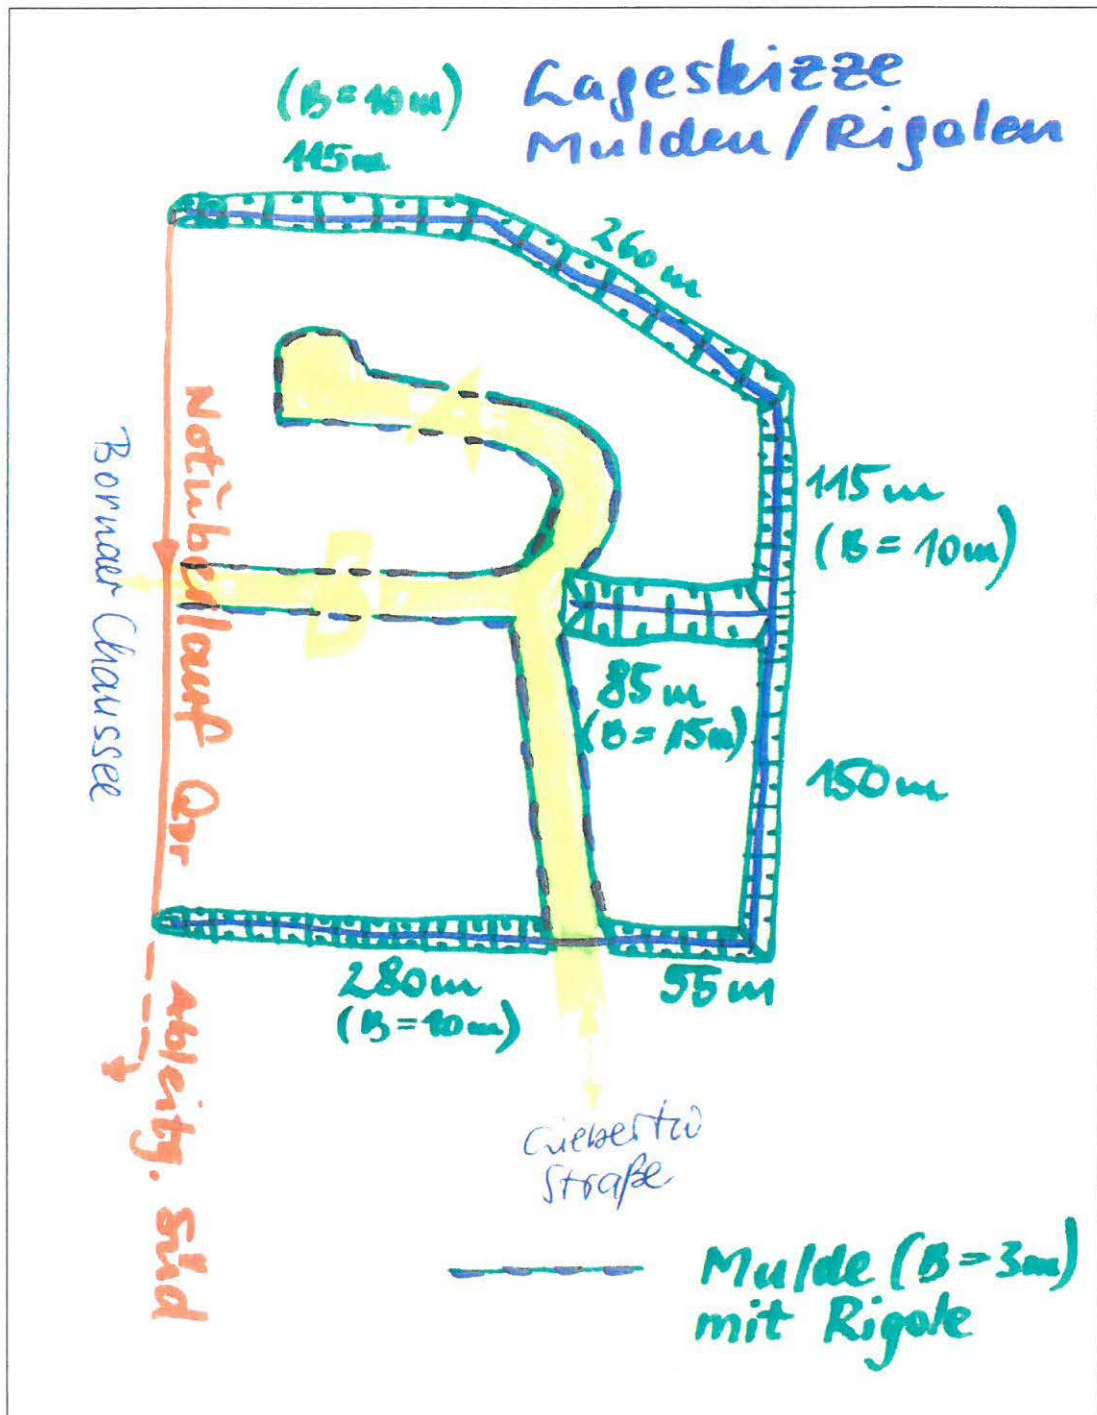 Lageskizze
Mulden/Rigolen
(B=10m)
115m
260m
115m
(B=10m)
A
B
85m
(B=15m)
150m
Notüberlauf Qdr
Bornaer Chaussee
280m
(B=10m)
55m
Ableitg. Süd
Straße
Mulde (B=3m)
mit Rigole